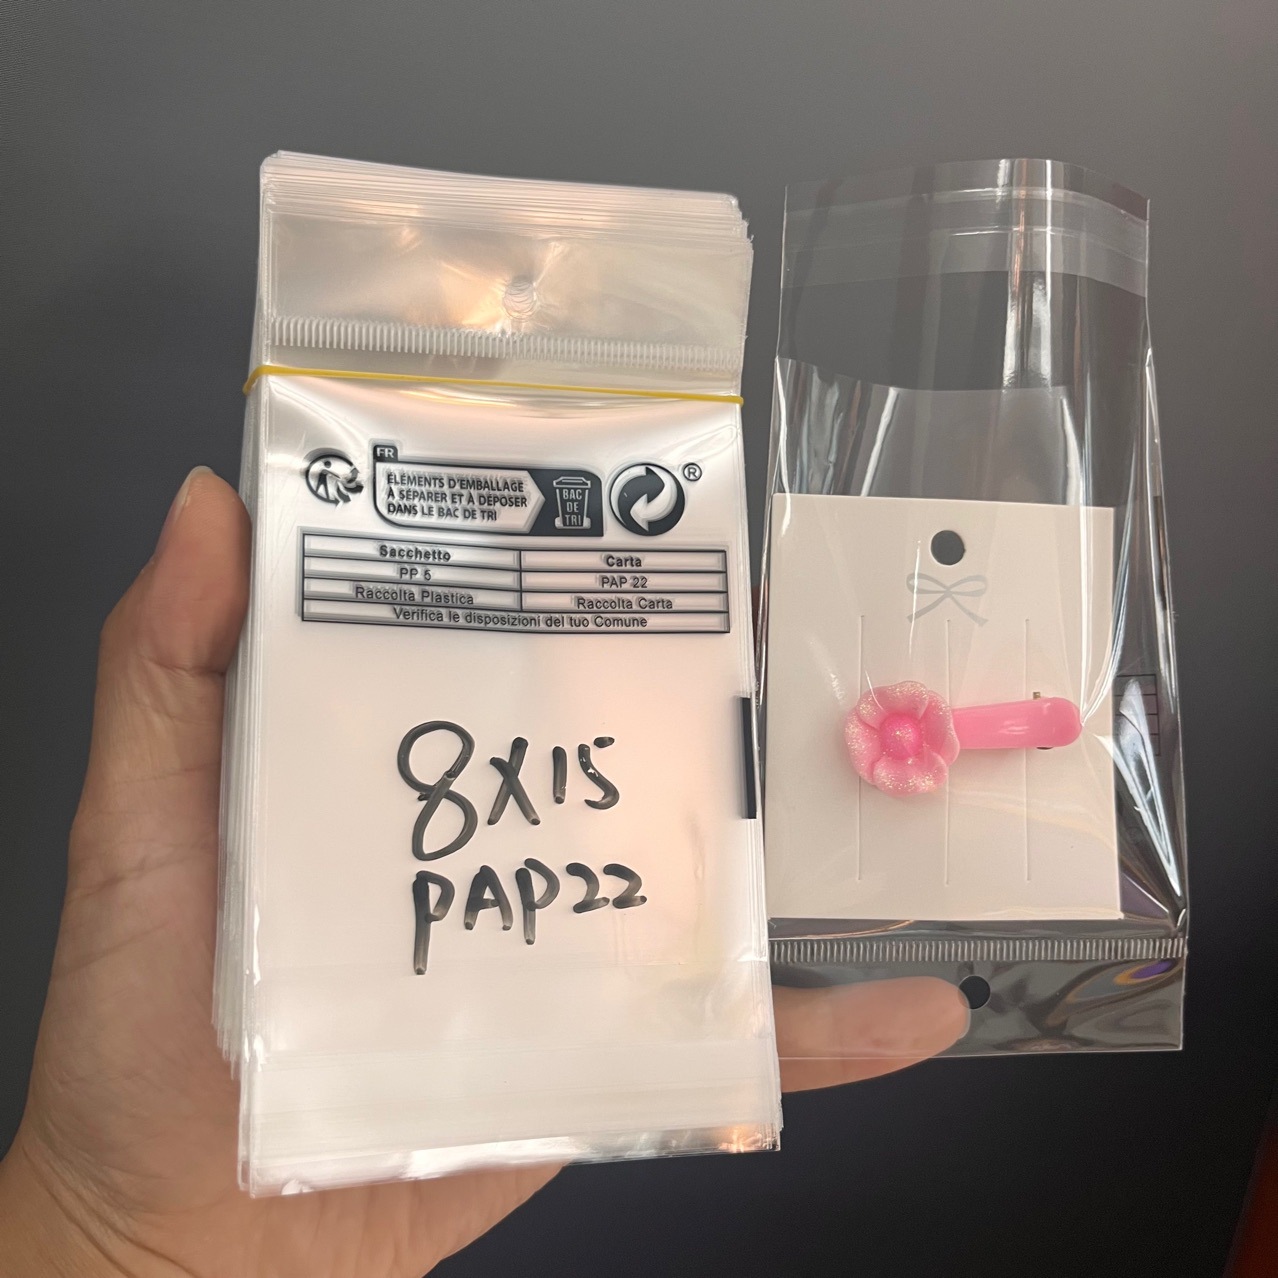 FR
ÉLÉMENTS D'EMBALLAGE
À SÉPARER ET À DÉPOSER
DANS LE BAC DE TRI
BAC
DE
TRI
®
Sacchetto Carta
PP 5 PAP 22
Raccolta Plastica Raccolta Carta
Verifica le disposizioni del tuo Comune
8X15
PAP22